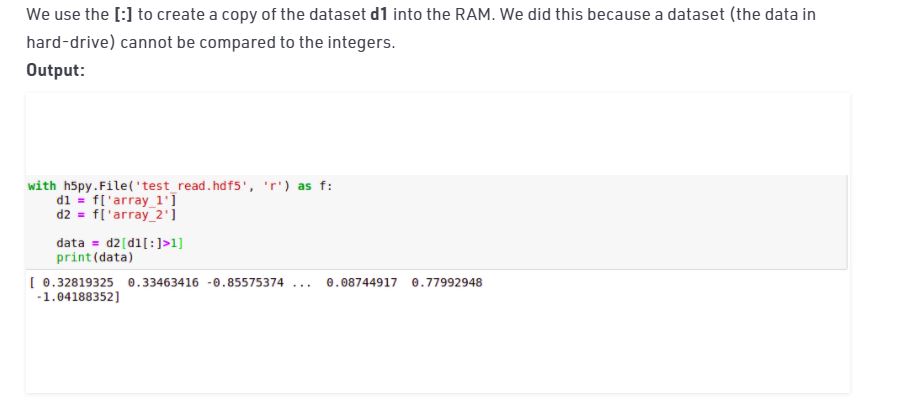 We use the [:] to create a copy of the dataset d1 into the RAM. We did this because a dataset (the data in
hard-drive) cannot be compared to the integers.
Output:
with h5py.File('test_read.hdf5', 'r') as f:
    d1 = f['array_1']
    d2 = f['array_2']
    data = d2[d1[:]>1]
    print(data)
[ 0.32819325  0.33463416 -0.85575374 ...  0.08744917  0.77992948
 -1.04188352]